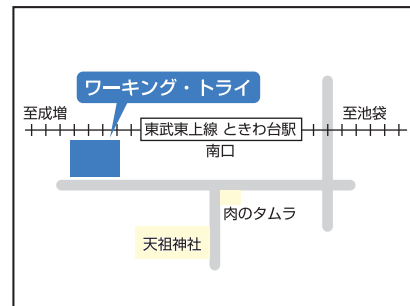 ワーキング・トライ
至成増
東武東上線 ときわ台駅
至池袋
南口
肉のタムラ
天祖神社